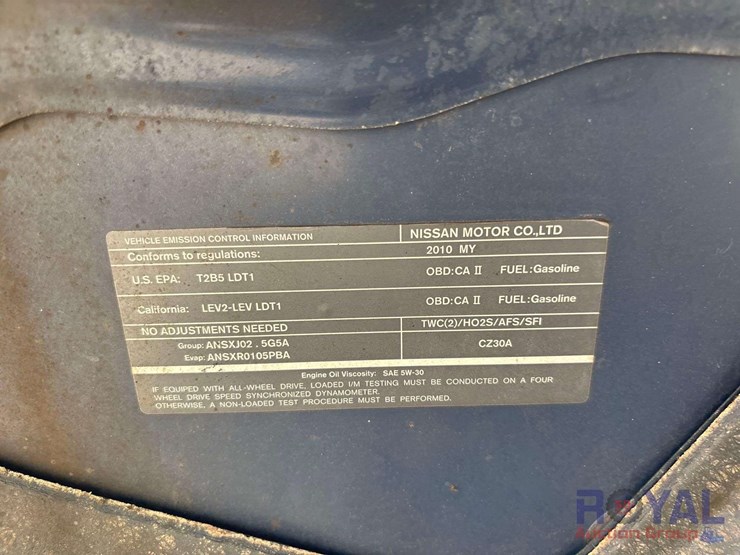 VEHICLE EMISSION CONTROL INFORMATION
NISSAN MOTOR CO.,LTD
Conforms to regulations:
2010 MY
U.S. EPA: T2B5 LDT1
OBD:CA II FUEL:Gasoline
California: LEV2-LEV LDT1
OBD:CA II FUEL:Gasoline
NO ADJUSTMENTS NEEDED
TWC(2)/HO2S/AFS/SFI
Group: ANSXJ02 . 5G5A
Evap: ANSXR0105PBA
CZ30A
Engine Oil Viscosity: SAE 5W-30
IF EQUIPED WITH ALL-WHEEL DRIVE, LOADED I/M TESTING MUST BE CONDUCTED ON A FOUR
WHEEL DRIVE SPEED SYNCHRONIZED DYNAMOMETER.
OTHERWISE, A NON-LOADED TEST PROCEDURE MUST BE PERFORMED.
ROYAL
Auction Group